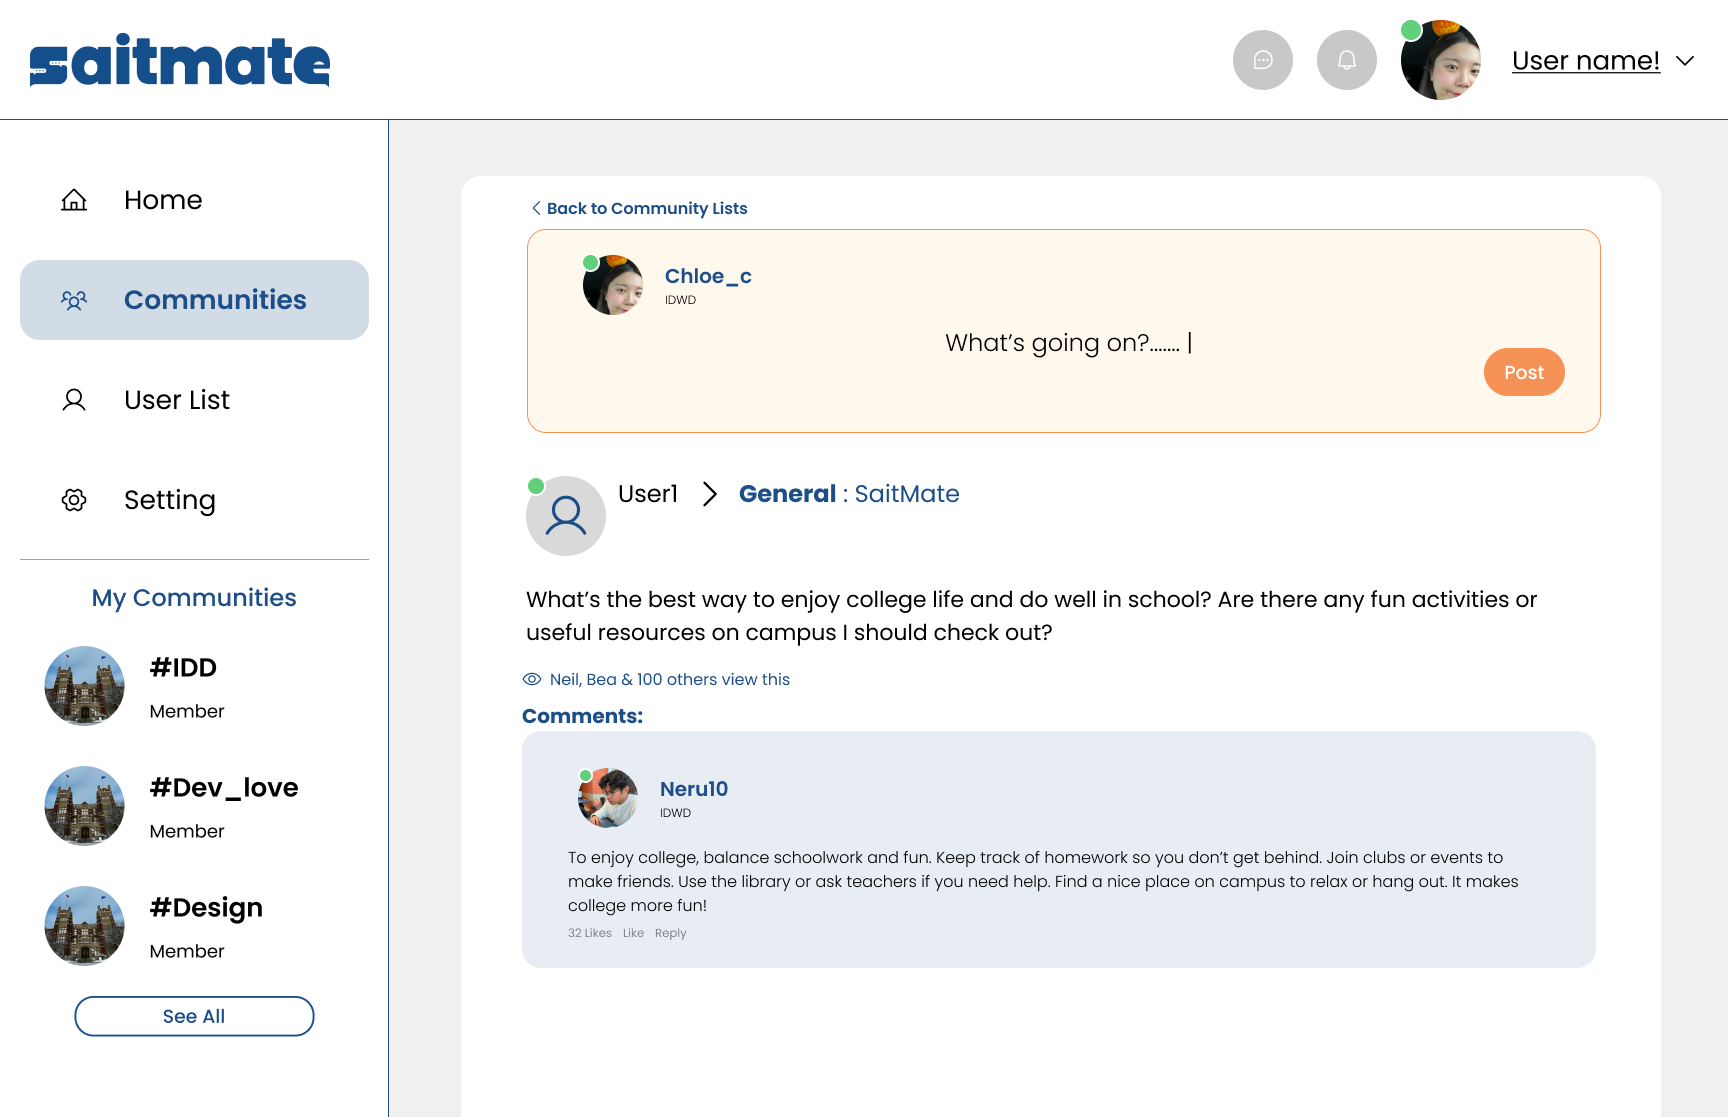 saitmate
User name!
Home
Communities
User List
Setting
My Communities
#IDD
Member
#Dev_love
Member
#Design
Member
See All
Back to Community Lists
Chloe_c
IDWD
What’s going on?....... |
Post
User1 > General : SaitMate
What’s the best way to enjoy college life and do well in school? Are there any fun activities or
useful resources on campus I should check out?
Neil, Bea & 100 others view this
Comments:
Neru10
IDWD
To enjoy college, balance schoolwork and fun. Keep track of homework so you don’t get behind. Join clubs or events to
make friends. Use the library or ask teachers if you need help. Find a nice place on campus to relax or hang out. It makes
college more fun!
32 Likes Like Reply